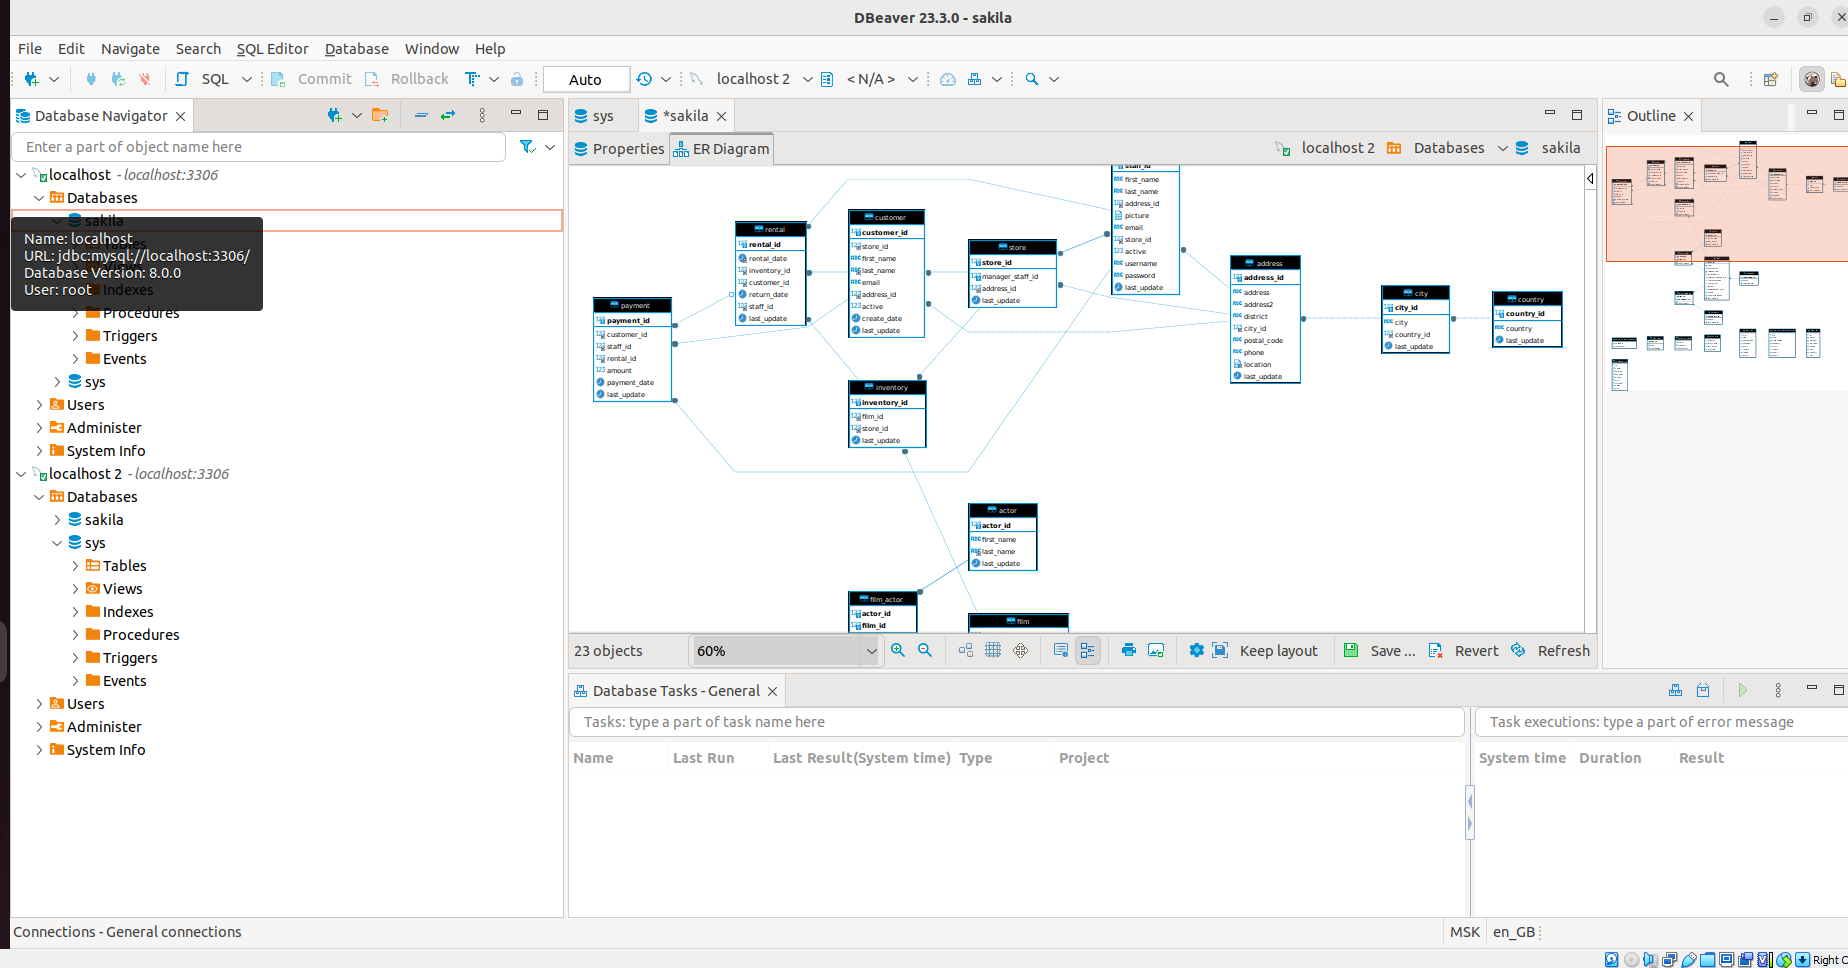 DBeaver 23.3.0 - sakila
File Edit Navigate Search SQL Editor Database Window Help
SQL Commit Rollback Auto localhost 2 < N/A >
Database Navigator
Enter a part of object name here
localhost - localhost:3306
Databases
sakila
Name: localhost
URL: jdbc:mysql://localhost:3306/
Database Version: 8.0.0
User: root
Procedures
Triggers
Events
sys
Users
Administer
System Info
localhost 2 - localhost:3306
Databases
sakila
sys
Tables
Views
Indexes
Procedures
Triggers
Events
Users
Administer
System Info
sys *sakila
Properties ER Diagram localhost 2 Databases sakila
payment
payment_id
customer_id
staff_id
rental_id
amount
payment_date
last_update
rental
rental_id
rental_date
inventory_id
customer_id
return_date
staff_id
last_update
customer
customer_id
store_id
first_name
last_name
email
address_id
active
create_date
last_update
inventory
inventory_id
film_id
store_id
last_update
store
store_id
manager_staff_id
address_id
last_update
staff_id
first_name
last_name
address_id
picture
email
store_id
active
username
password
last_update
address
address_id
address
address2
district
city_id
postal_code
phone
location
last_update
city
city_id
city
country_id
last_update
country
country_id
country
last_update
actor
actor_id
first_name
last_name
last_update
film_actor
actor_id
film_id
film
23 objects 60% Keep layout Save ... Revert Refresh
Outline
Database Tasks - General
Tasks: type a part of task name here
Name Last Run Last Result(System time) Type Project
Task executions: type a part of error message
System time Duration Result
Connections - General connections MSK en_GB
Right C